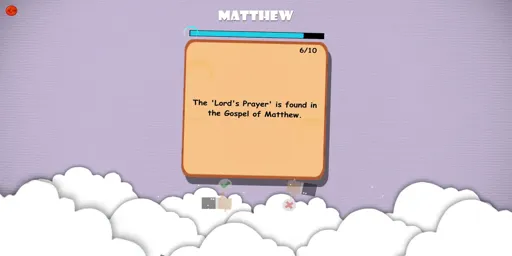 MATTHEW
6/10
The 'Lord's Prayer' is found in
the Gospel of Matthew.